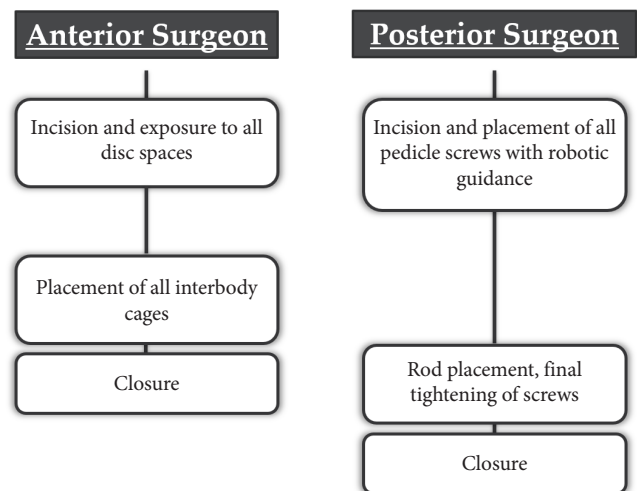 Anterior Surgeon
Incision and exposure to all
disc spaces
Placement of all interbody
cages
Closure
Posterior Surgeon
Incision and placement of all
pedicle screws with robotic
guidance
Rod placement, final
tightening of screws
Closure